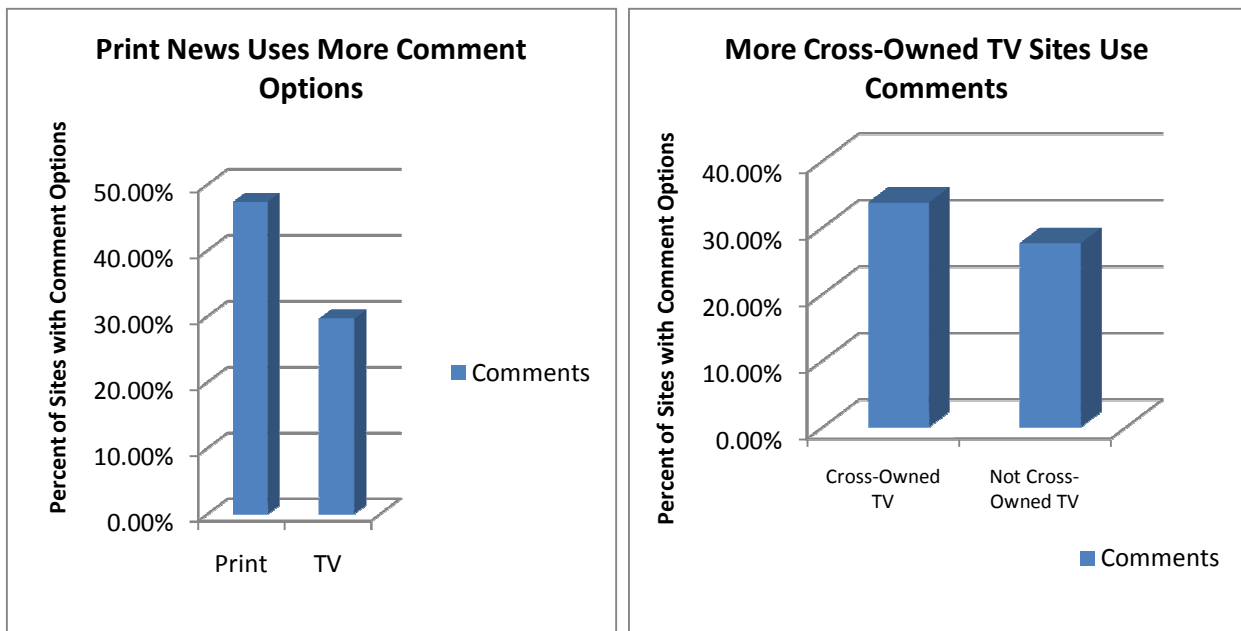 Print News Uses More Comment
Options
Percent of Sites with Comment Options
50.00%
40.00%
30.00%
20.00%
10.00%
0.00%
Print
TV
Comments
More Cross-Owned TV Sites Use
Comments
Percent of Sites with Comment Options
40.00%
30.00%
20.00%
10.00%
0.00%
Cross-Owned
TV
Not Cross-
Owned TV
Comments